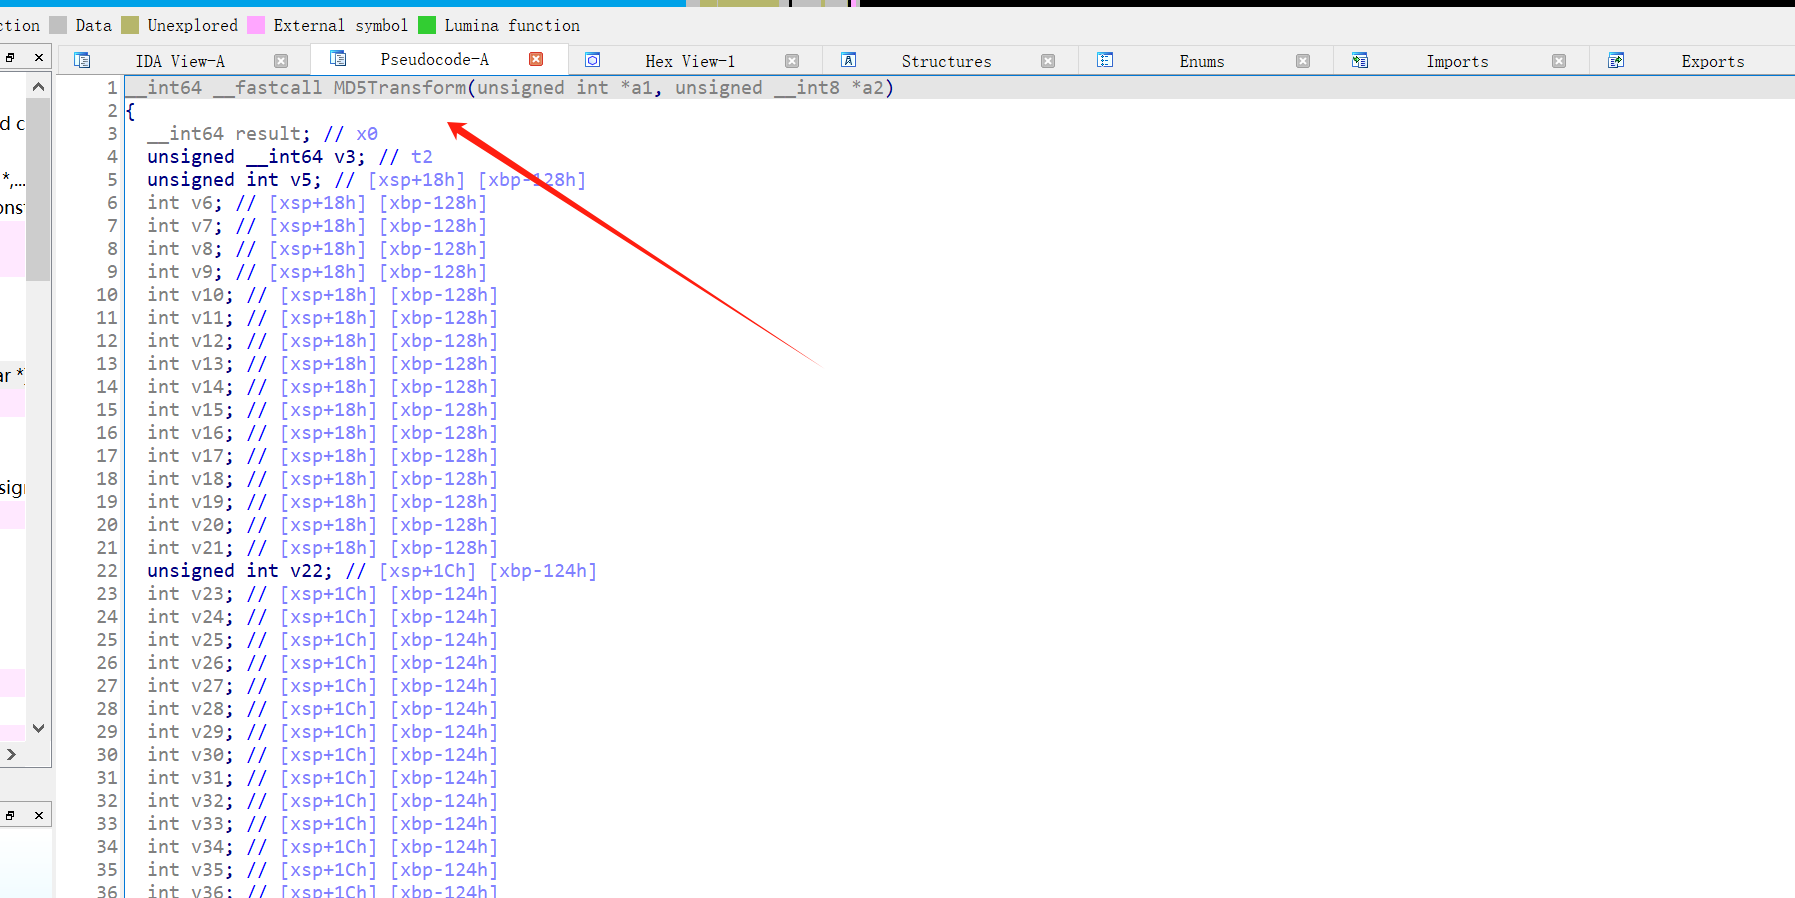 ction Data Unexplored External symbol Lumina function
IDA View-A Pseudocode-A Hex View-1 Structures Enums Imports Exports
d c
*,...
ons
ar *
sig
1 __int64 __fastcall MD5Transform(unsigned int *a1, unsigned __int8 *a2)
2 {
3 __int64 result; // x0
4 unsigned __int64 v3; // t2
5 unsigned int v5; // [xsp+18h] [xbp-128h]
6 int v6; // [xsp+18h] [xbp-128h]
7 int v7; // [xsp+18h] [xbp-128h]
8 int v8; // [xsp+18h] [xbp-128h]
9 int v9; // [xsp+18h] [xbp-128h]
10 int v10; // [xsp+18h] [xbp-128h]
11 int v11; // [xsp+18h] [xbp-128h]
12 int v12; // [xsp+18h] [xbp-128h]
13 int v13; // [xsp+18h] [xbp-128h]
14 int v14; // [xsp+18h] [xbp-128h]
15 int v15; // [xsp+18h] [xbp-128h]
16 int v16; // [xsp+18h] [xbp-128h]
17 int v17; // [xsp+18h] [xbp-128h]
18 int v18; // [xsp+18h] [xbp-128h]
19 int v19; // [xsp+18h] [xbp-128h]
20 int v20; // [xsp+18h] [xbp-128h]
21 int v21; // [xsp+18h] [xbp-128h]
22 unsigned int v22; // [xsp+1Ch] [xbp-124h]
23 int v23; // [xsp+1Ch] [xbp-124h]
24 int v24; // [xsp+1Ch] [xbp-124h]
25 int v25; // [xsp+1Ch] [xbp-124h]
26 int v26; // [xsp+1Ch] [xbp-124h]
27 int v27; // [xsp+1Ch] [xbp-124h]
28 int v28; // [xsp+1Ch] [xbp-124h]
29 int v29; // [xsp+1Ch] [xbp-124h]
30 int v30; // [xsp+1Ch] [xbp-124h]
31 int v31; // [xsp+1Ch] [xbp-124h]
32 int v32; // [xsp+1Ch] [xbp-124h]
33 int v33; // [xsp+1Ch] [xbp-124h]
34 int v34; // [xsp+1Ch] [xbp-124h]
35 int v35; // [xsp+1Ch] [xbp-124h]
36 int v36; // [xsp+1Ch] [xbp-124h]